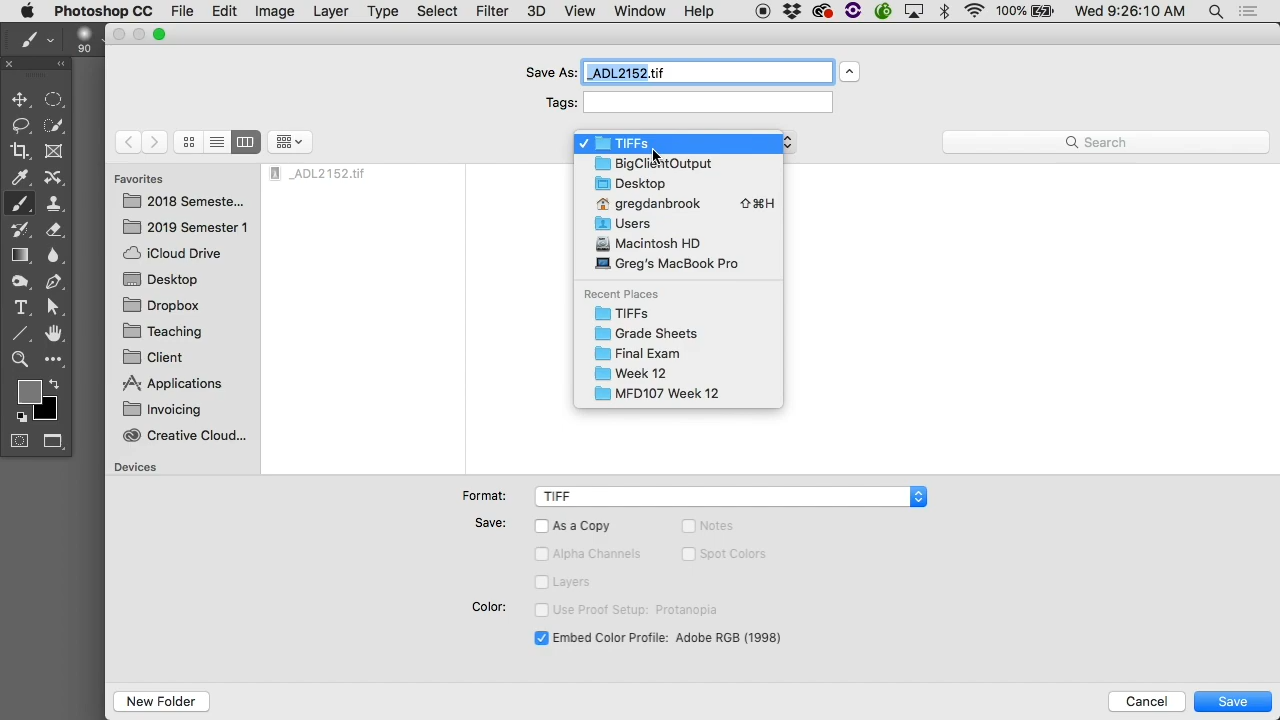 Photoshop CC File Edit Image Layer Type Select Filter 3D View Window Help 100% Wed 9:26:10 AM
90
Save As: _ADL2152.tif
Tags:
Search
TIFFs
BigClientOutput
Desktop
gregdanbrook ⇧⌘H
Users
Macintosh HD
Greg's MacBook Pro
Recent Places
TIFFs
Grade Sheets
Final Exam
Week 12
MFD107 Week 12
Favorites
2018 Semeste...
2019 Semester 1
iCloud Drive
Desktop
Dropbox
Teaching
Client
Applications
Invoicing
Creative Cloud...
Devices
_ADL2152.tif
Format: TIFF
Save: As a Copy Notes
Alpha Channels Spot Colors
Layers
Color: Use Proof Setup: Protanopia
Embed Color Profile: Adobe RGB (1998)
New Folder Cancel Save